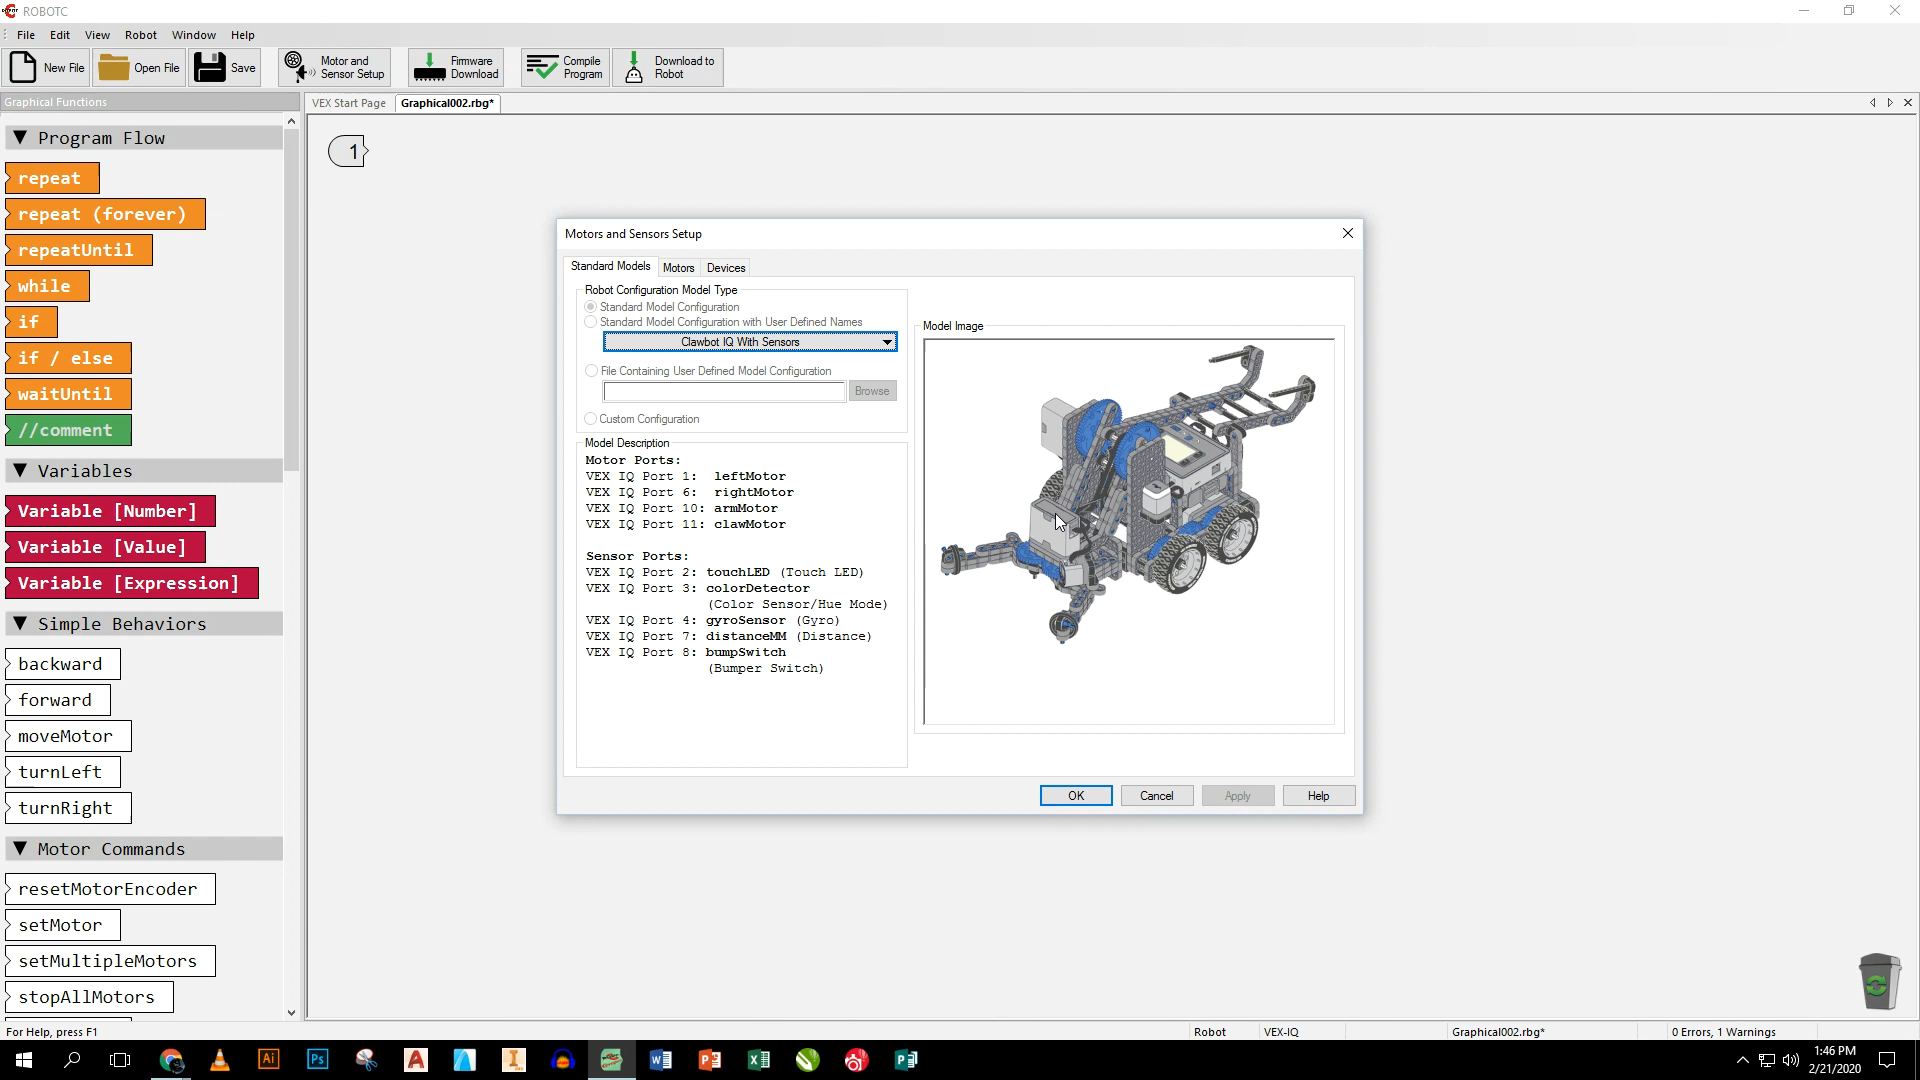 ROBOTC
File Edit View Robot Window Help
New File Open File Save Motor and Sensor Setup Firmware Download Compile Program Download to Robot
Graphical Functions
VEX Start Page Graphical002.rbg*
Program Flow
1
repeat
repeat (forever)
repeatUntil
while
if
if / else
waitUntil
//comment
Variables
Variable [Number]
Variable [Value]
Variable [Expression]
Simple Behaviors
backward
forward
moveMotor
turnLeft
turnRight
Motor Commands
resetMotorEncoder
setMotor
setMultipleMotors
stopAllMotors
Motors and Sensors Setup
Standard Models Motors Devices
Robot Configuration Model Type
Standard Model Configuration
Standard Model Configuration with User Defined Names
Clawbot IQ With Sensors
File Containing User Defined Model Configuration
Browse
Custom Configuration
Model Description
Motor Ports:
VEX IQ Port 1: leftMotor
VEX IQ Port 6: rightMotor
VEX IQ Port 10: armMotor
VEX IQ Port 11: clawMotor
Sensor Ports:
VEX IQ Port 2: touchLED (Touch LED)
VEX IQ Port 3: colorDetector
(Color Sensor/Hue Mode)
VEX IQ Port 4: gyroSensor (Gyro)
VEX IQ Port 7: distanceMM (Distance)
VEX IQ Port 8: bumpSwitch
(Bumper Switch)
Model Image
OK Cancel Apply Help
For Help, press F1 Robot VEX-IQ Graphical002.rbg* 0 Errors, 1 Warnings
Ai Ps
1:46 PM
2/21/2020